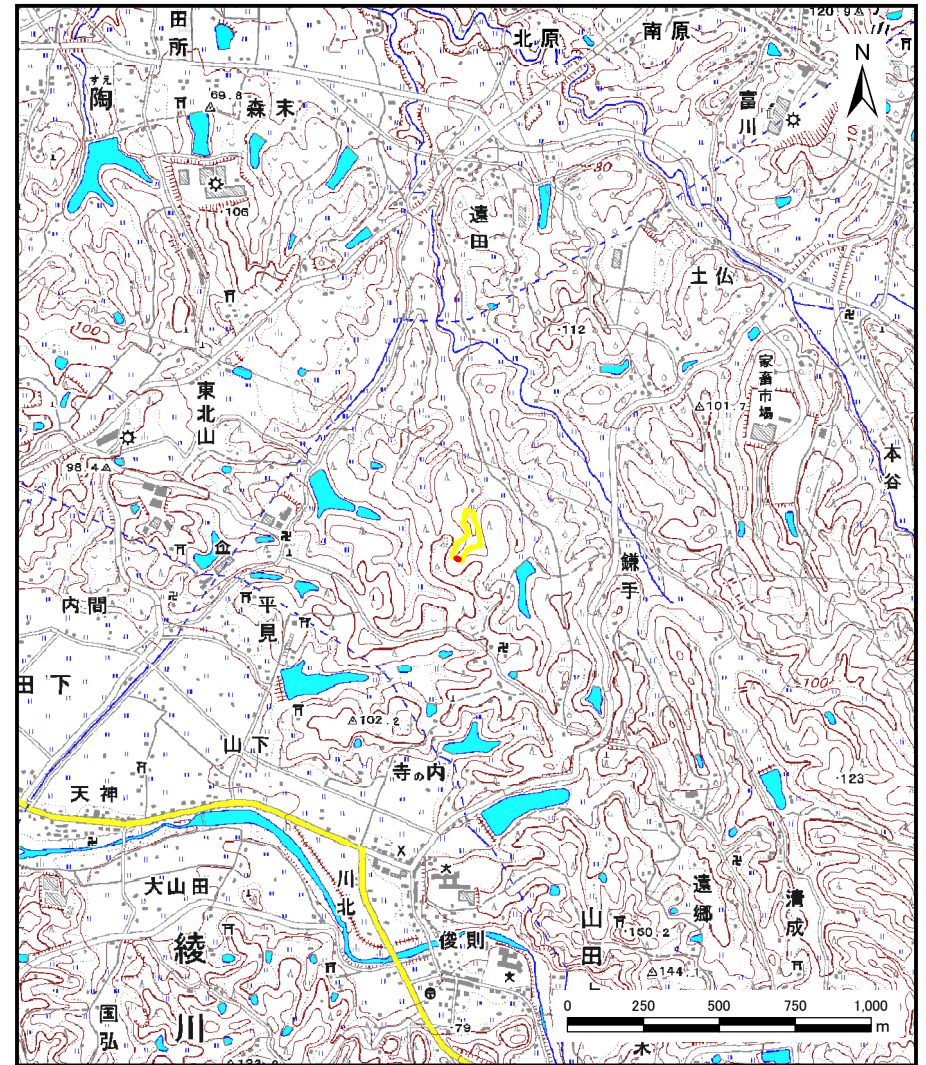 120.9
北原
南原
田所
N
すえ
陶
69.8
森末
富川
106
80
遠田
土仏
112
100
家畜市場
東北山
101.7
本谷
98.4
鎌手
内間
平見
田下
100
102.2
山下
寺の内
123
天神
大山田
川北
遠郷
清成
山田
150.2
俊則
綾川
144.1
国弘
79
0 250 500 750 1,000
m